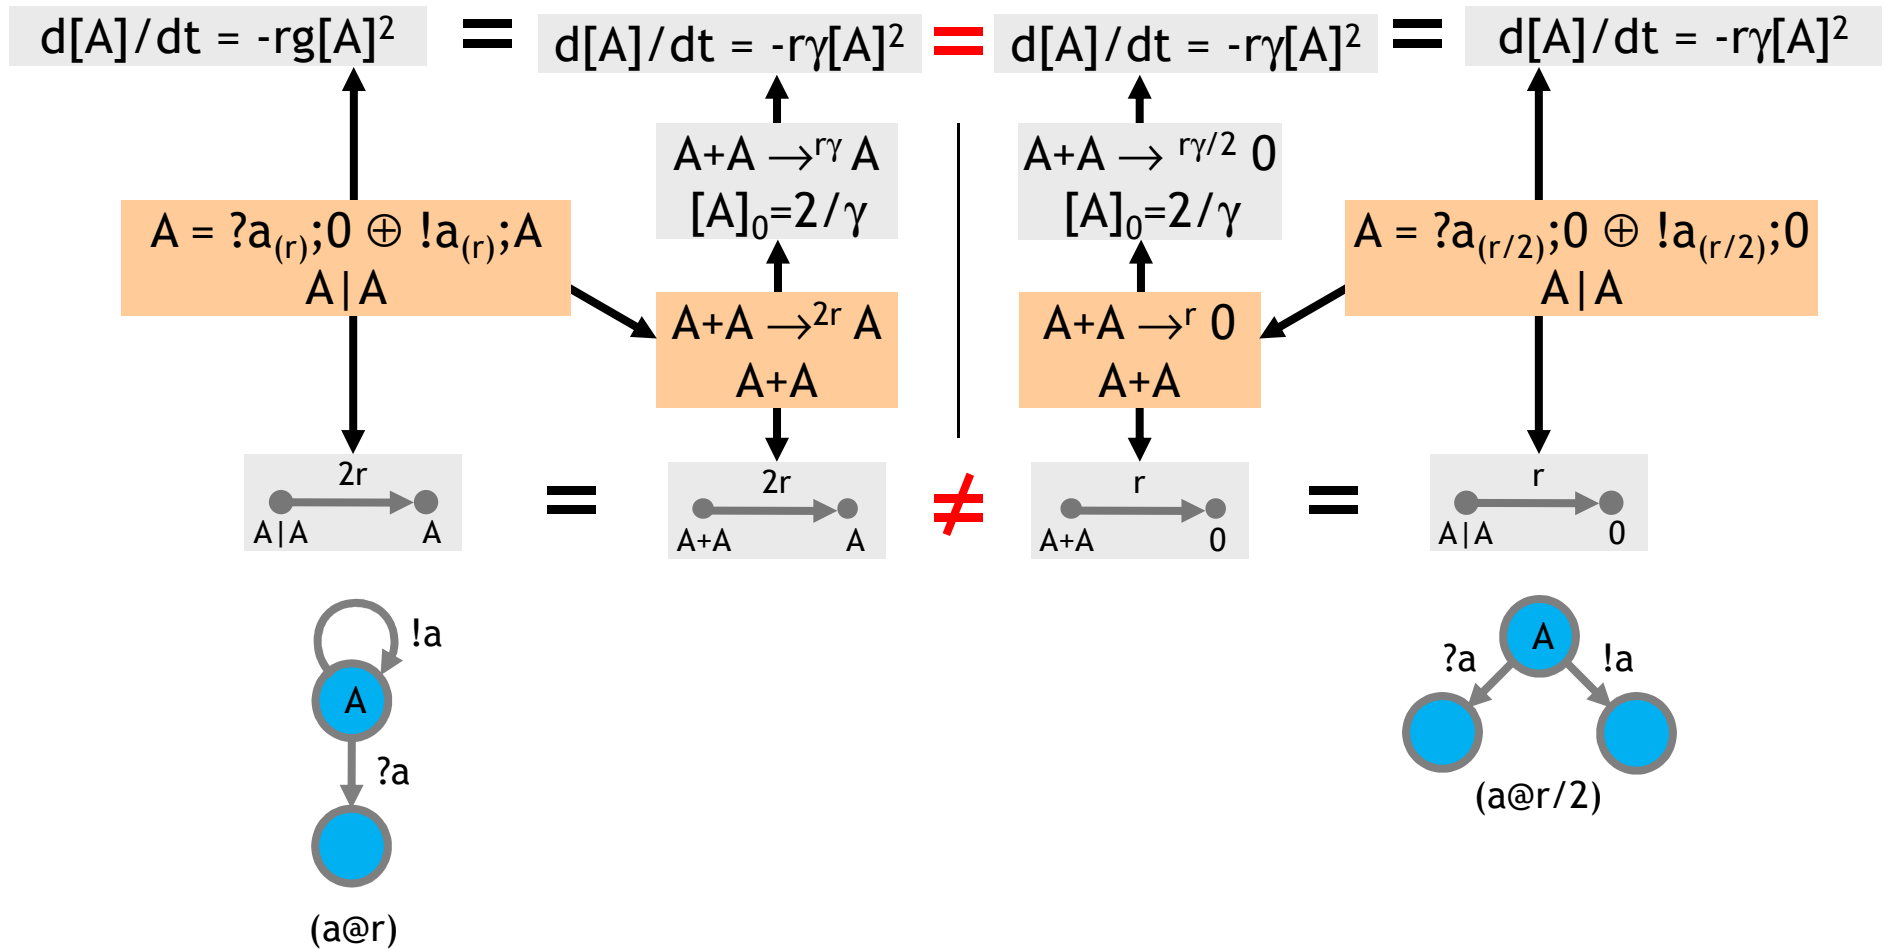 d[A]/dt = -rg[A]²
=
d[A]/dt = -rγ[A]²
=
d[A]/dt = -rγ[A]²
=
d[A]/dt = -rγ[A]²
A+A →^rγ A
[A]₀=2/γ
A+A → ^rγ/2 0
[A]₀=2/γ
A = ?a₍r₎;0 ⊕ !a₍r₎;A
A|A
A+A →^2r A
A+A
A+A →^r 0
A+A
A = ?a₍r/2₎;0 ⊕ !a₍r/2₎;0
A|A
2r
A|A A
=
2r
A+A A
≠
r
A+A 0
=
r
A|A 0
!a
A
?a
(a@r)
A
?a !a
(a@r/2)